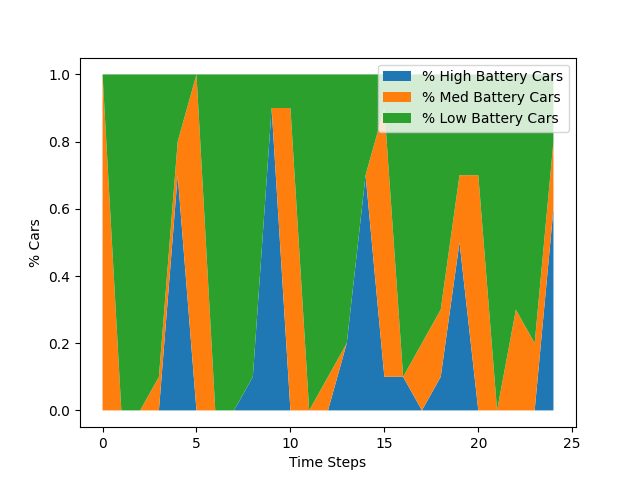 % High Battery Cars
% Med Battery Cars
% Low Battery Cars
1.0
0.8
0.6
0.4
0.2
0.0
% Cars
0 5 10 15 20 25
Time Steps